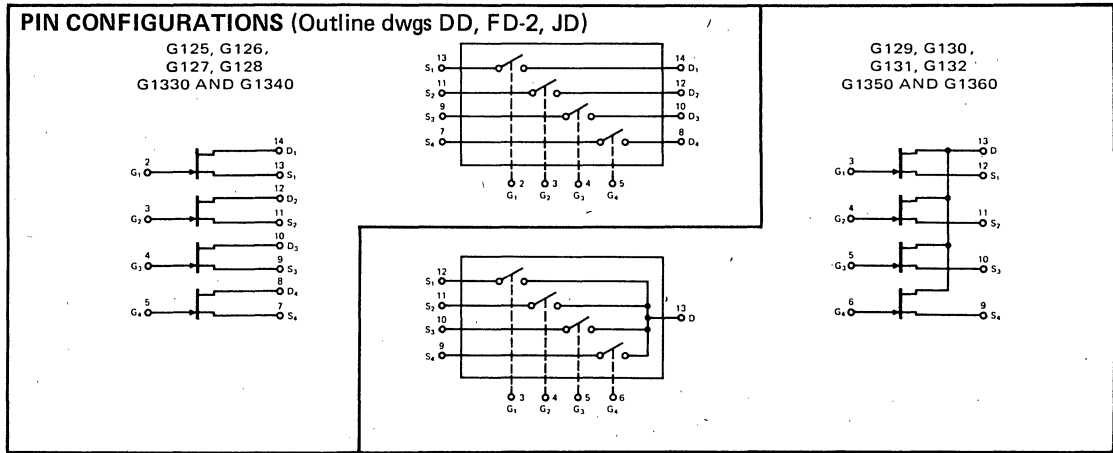 PIN CONFIGURATIONS (Outline dwgs DD, FD-2, JD)
G125, G126,
G127, G128
G1330 AND G1340
14 D₁
2 G₁
13 S₁
12 D₂
3 G₂
11 S₂
10 D₃
4 G₃
9 S₃
8 D₄
5 G₄
7 S₄
S₁ 13 14 D₁
S₂ 11 12 D₂
S₃ 9 10 D₃
S₄ 7 8 D₄
2 3 4 5
G₁ G₂ G₃ G₄
S₁ 12
S₂ 11
13 D
S₃ 10
S₄ 9
3 4 5 6
G₁ G₂ G₃ G₄
G129, G130,
G131, G132
G1350 AND G1360
13 D
3 G₁
12 S₁
4 G₂
11 S₂
5 G₃
10 S₃
6 G₄
9 S₄